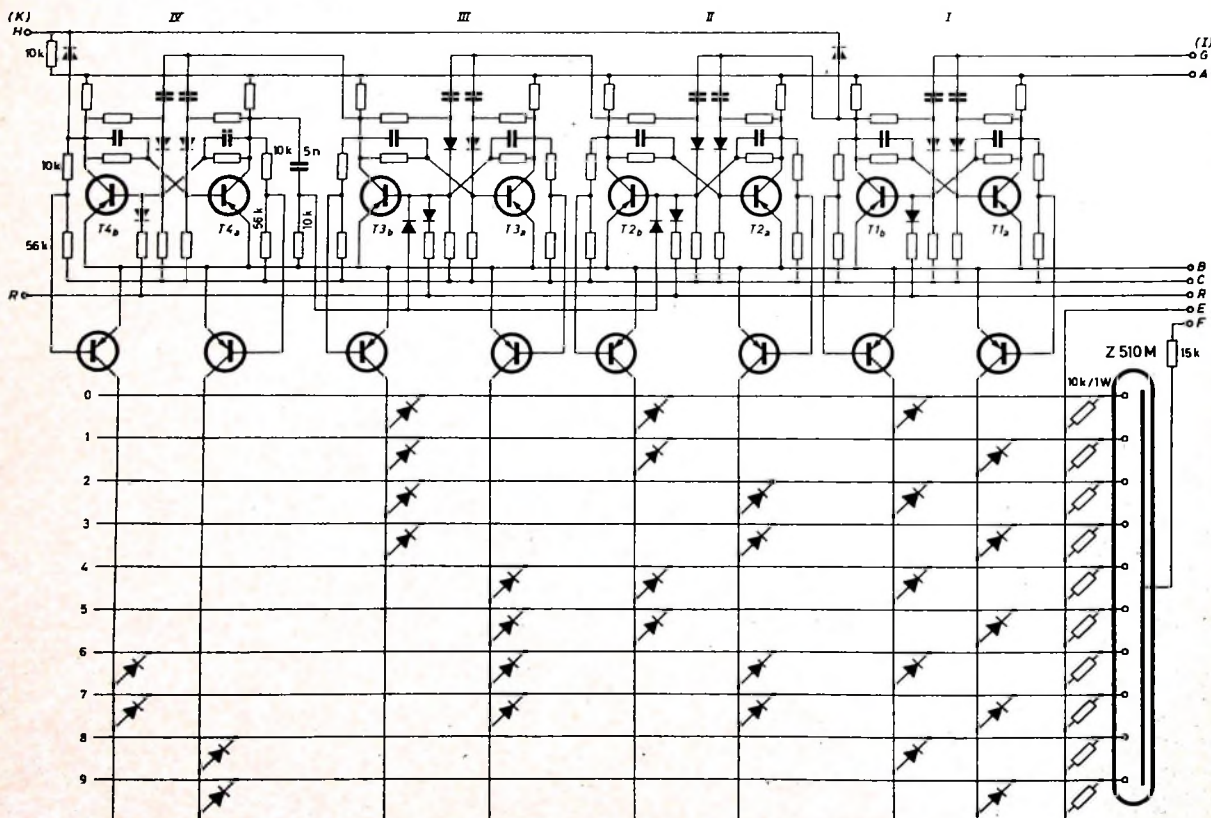 (K) IV III II I
H (I)
G
10k A
10k 10k 5n
T4b T4a T3b T3a T2b T2a T1b T1a
56k 56k 10k
B
C
R R
E
F
Z 510M 15k
10k/1W
0
1
2
3
4
5
6
7
8
9